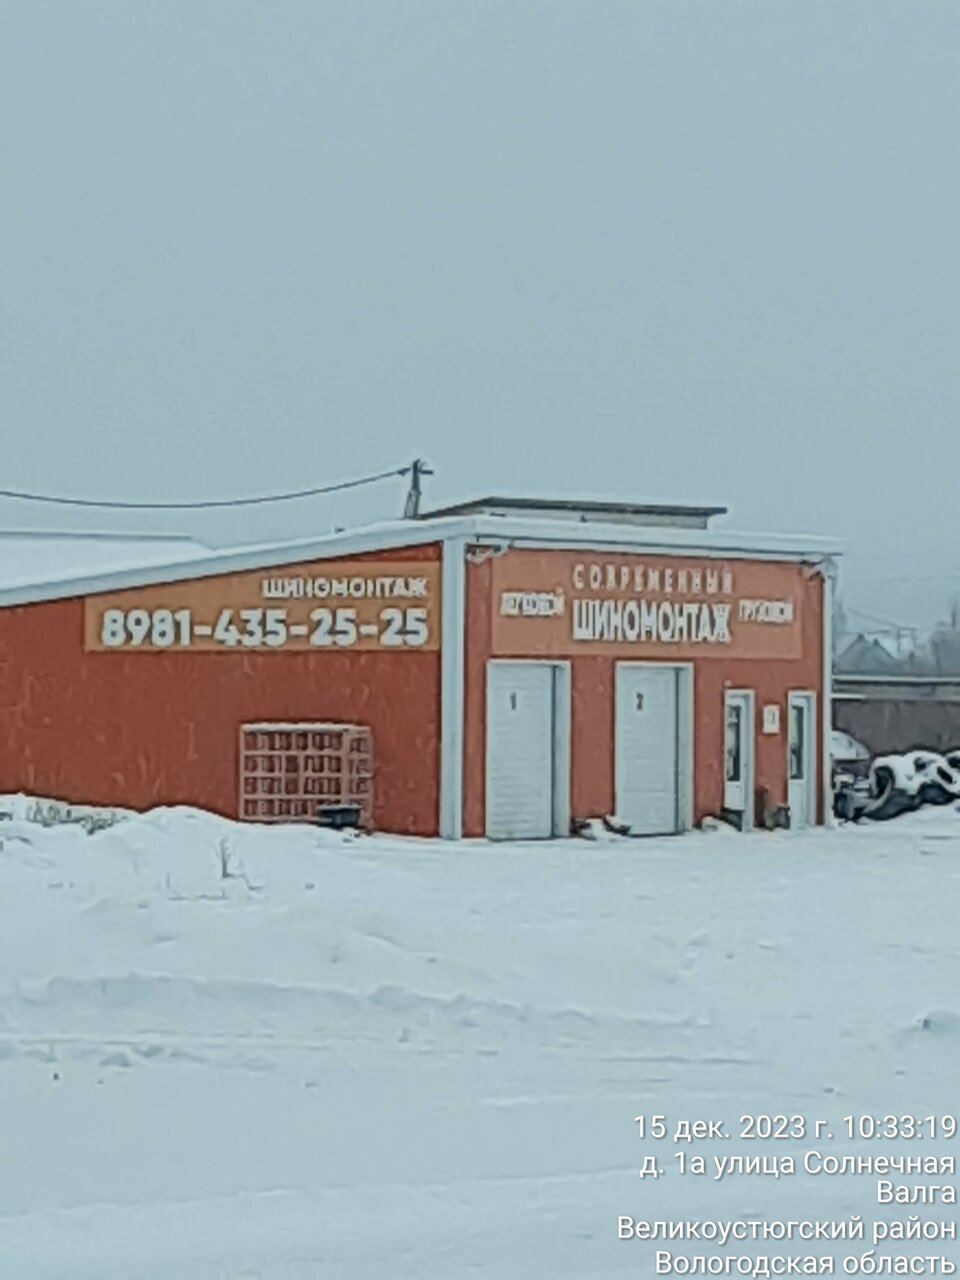 ШИНОМОНТАЖ
8981-435-25-25
СОВРЕМЕННЫЙ
ЛЕГКОВОЙ ШИНОМОНТАЖ ГРУЗОВОЙ
1
2
15 дек. 2023 г. 10:33:19
д. 1а улица Солнечная
Валга
Великоустюгский район
Вологодская область